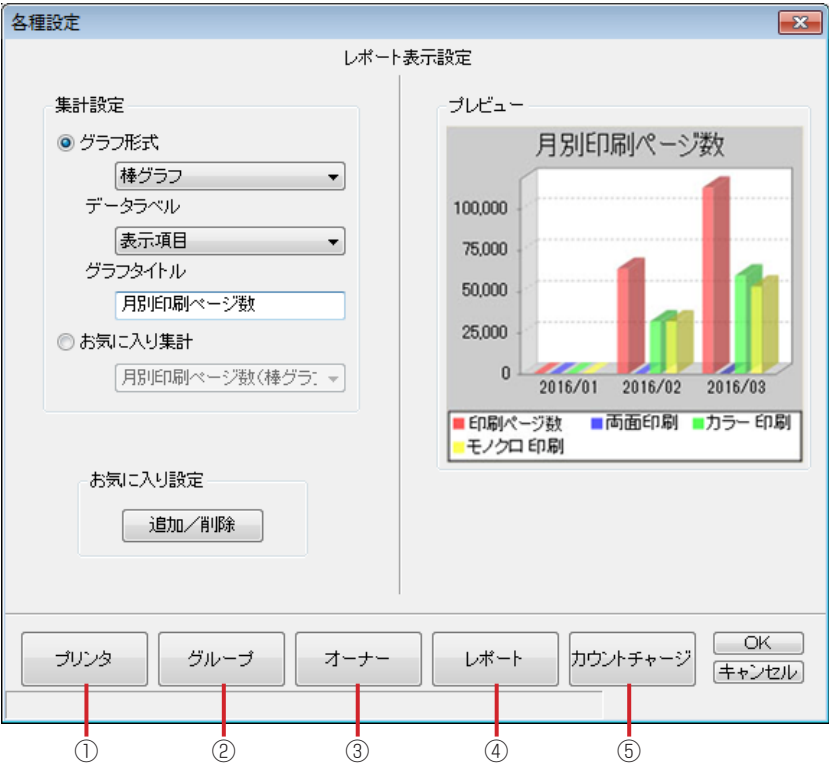 各種設定
レポート表示設定
集計設定
グラフ形式
棒グラフ
データラベル
表示項目
グラフタイトル
月別印刷ページ数
お気に入り集計
月別印刷ページ数(棒グラ
お気に入り設定
追加／削除
プレビュー
月別印刷ページ数
100,000
75,000
50,000
25,000
0
2016/01 2016/02 2016/03
印刷ページ数 両面印刷 カラー 印刷
モノクロ 印刷
プリンタ グループ オーナー レポート カウントチャージ
OK
キャンセル
① ② ③ ④ ⑤